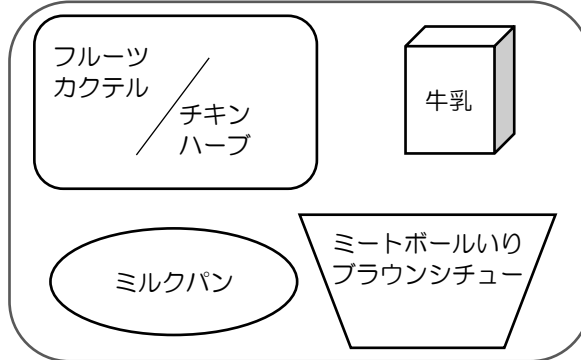 フルーツ
カクテル
チキン
ハーブ
牛乳
ミルクパン
ミートボールいり
ブラウンシチュー